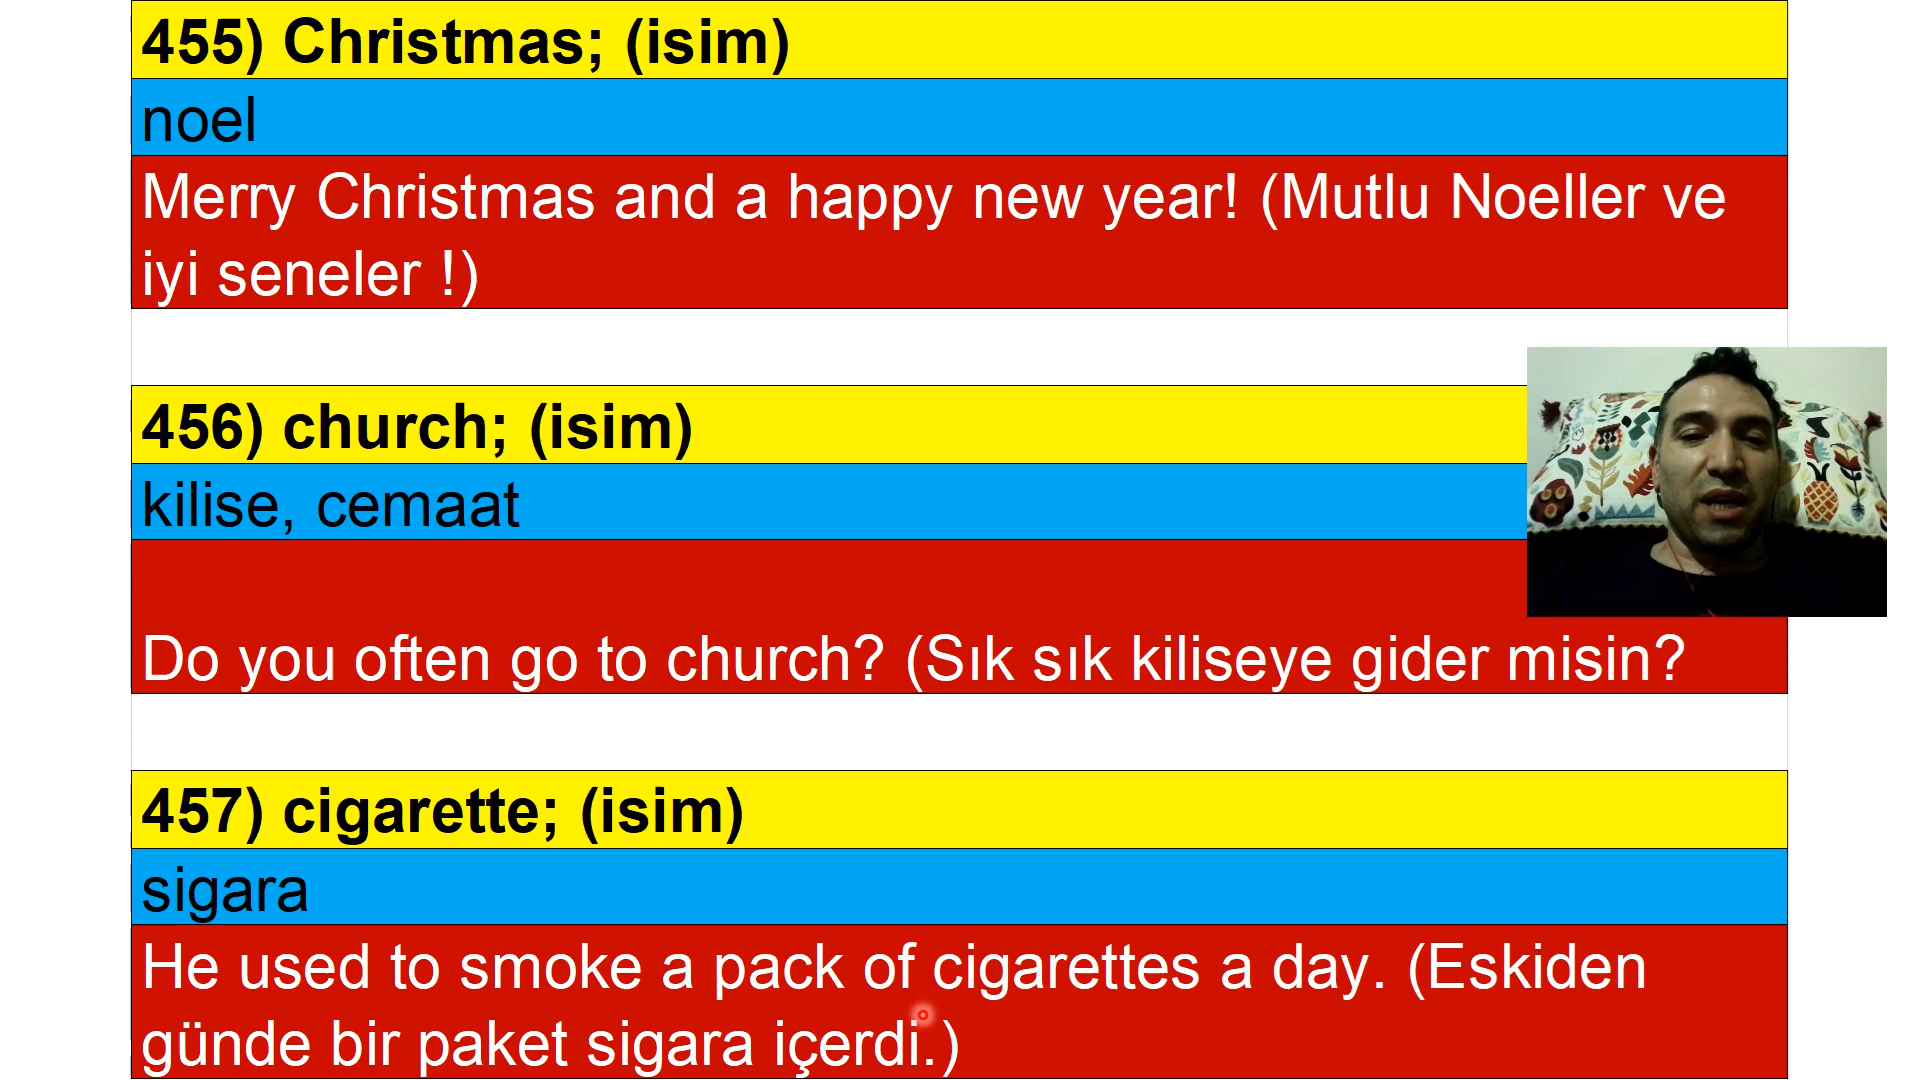 455) Christmas; (isim)
noel
Merry Christmas and a happy new year! (Mutlu Noeller ve
iyi seneler !)
456) church; (isim)
kilise, cemaat
Do you often go to church? (Sık sık kiliseye gider misin?
457) cigarette; (isim)
sigara
He used to smoke a pack of cigarettes a day. (Eskiden
günde bir paket sigara içerdi.)